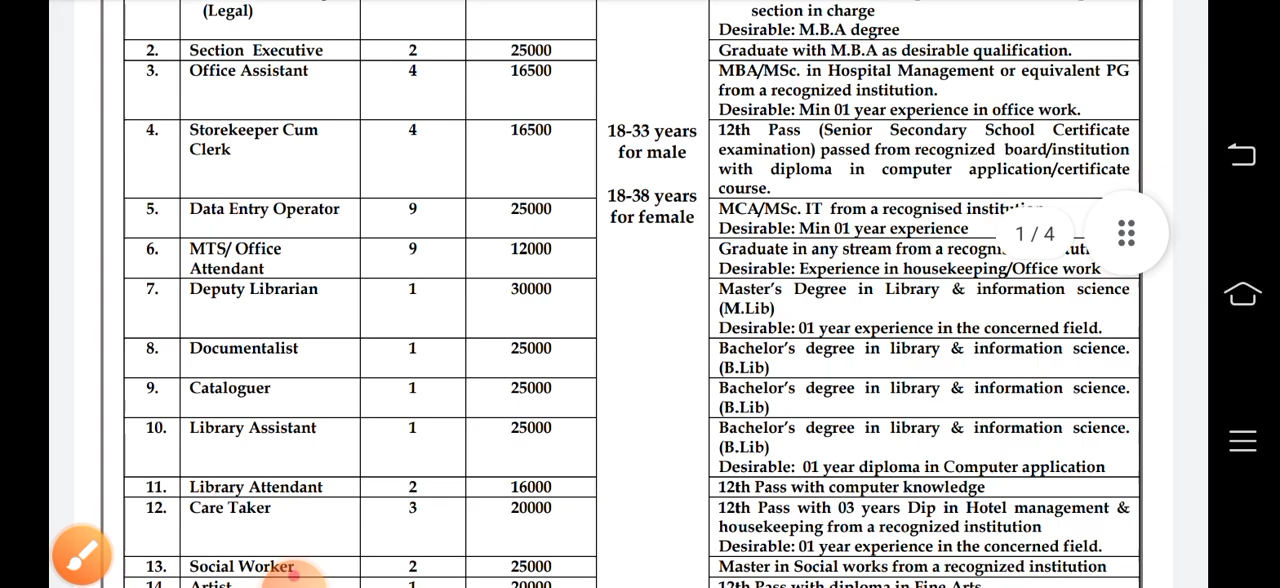 (Legal)
section in charge
Desirable: M.B.A degree
2. Section Executive 2 25000 Graduate with M.B.A as desirable qualification.
3. Office Assistant 4 16500 MBA/MSc. in Hospital Management or equivalent PG
from a recognized institution.
Desirable: Min 01 year experience in office work.
4. Storekeeper Cum 4 16500 12th Pass (Senior Secondary School Certificate
Clerk examination) passed from recognized board/institution
with diploma in computer application/certificate
course.
18-33 years
for male
18-38 years
for female
5. Data Entry Operator 9 25000 MCA/MSc. IT from a recognised
Desirable: Min 01 year experience
6. MTS/ Office 9 12000 Graduate in any stream from a
Attendant Desirable: Experience in housekeeping/Office work
1 / 4
7. Deputy Librarian 1 30000 Master's Degree in Library & information science
(M.Lib)
Desirable: 01 year experience in the concerned field.
8. Documentalist 1 25000 Bachelor's degree in library & information science.
(B.Lib)
9. Cataloguer 1 25000 Bachelor's degree in library & information science.
(B.Lib)
10. Library Assistant 1 25000 Bachelor's degree in library & information science.
(B.Lib)
Desirable: 01 year diploma in Computer application
11. Library Attendant 2 16000 12th Pass with computer knowledge
12. Care Taker 3 20000 12th Pass with 03 years Dip in Hotel management &
housekeeping from a recognized institution
Desirable: 01 year experience in the concerned field.
13. Social Worker 2 25000 Master in Social works from a recognized institution
14. Artist 1 20000 12th Pass with diploma in Fine Arts